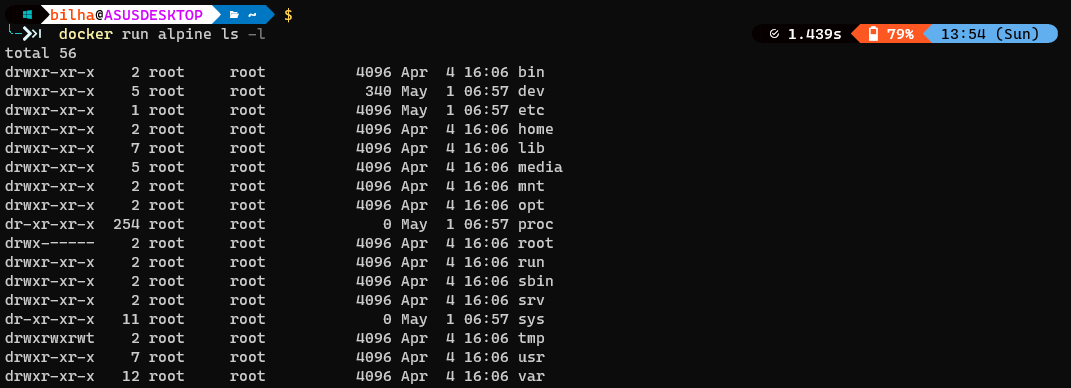 bilha@ASUSDESKTOP ~ $
docker run alpine ls -l 1.439s 79% 13:54 (Sun)
total 56
drwxr-xr-x    2 root     root          4096 Apr  4 16:06 bin
drwxr-xr-x    5 root     root           340 May  1 06:57 dev
drwxr-xr-x    1 root     root          4096 May  1 06:57 etc
drwxr-xr-x    2 root     root          4096 Apr  4 16:06 home
drwxr-xr-x    7 root     root          4096 Apr  4 16:06 lib
drwxr-xr-x    5 root     root          4096 Apr  4 16:06 media
drwxr-xr-x    2 root     root          4096 Apr  4 16:06 mnt
drwxr-xr-x    2 root     root          4096 Apr  4 16:06 opt
dr-xr-xr-x  254 root     root             0 May  1 06:57 proc
drwx------    2 root     root          4096 Apr  4 16:06 root
drwxr-xr-x    2 root     root          4096 Apr  4 16:06 run
drwxr-xr-x    2 root     root          4096 Apr  4 16:06 sbin
drwxr-xr-x    2 root     root          4096 Apr  4 16:06 srv
dr-xr-xr-x   11 root     root             0 May  1 06:57 sys
drwxrwxrwt    2 root     root          4096 Apr  4 16:06 tmp
drwxr-xr-x    7 root     root          4096 Apr  4 16:06 usr
drwxr-xr-x   12 root     root          4096 Apr  4 16:06 var